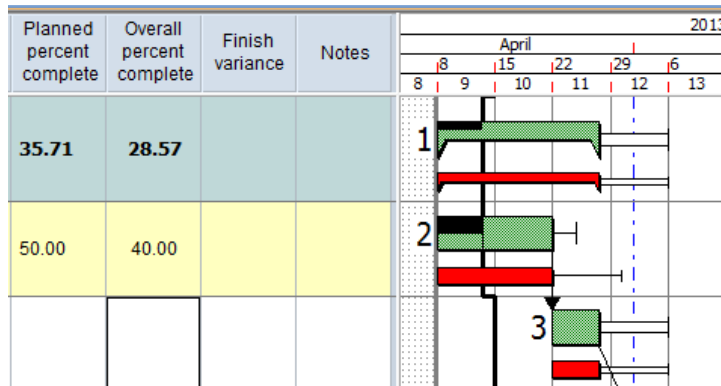 Planned percent complete
Overall percent complete
Finish variance
Notes
2013
April
8 15 22 29 6
8 9 10 11 12 13
35.71 28.57
1
50.00 40.00
2
3